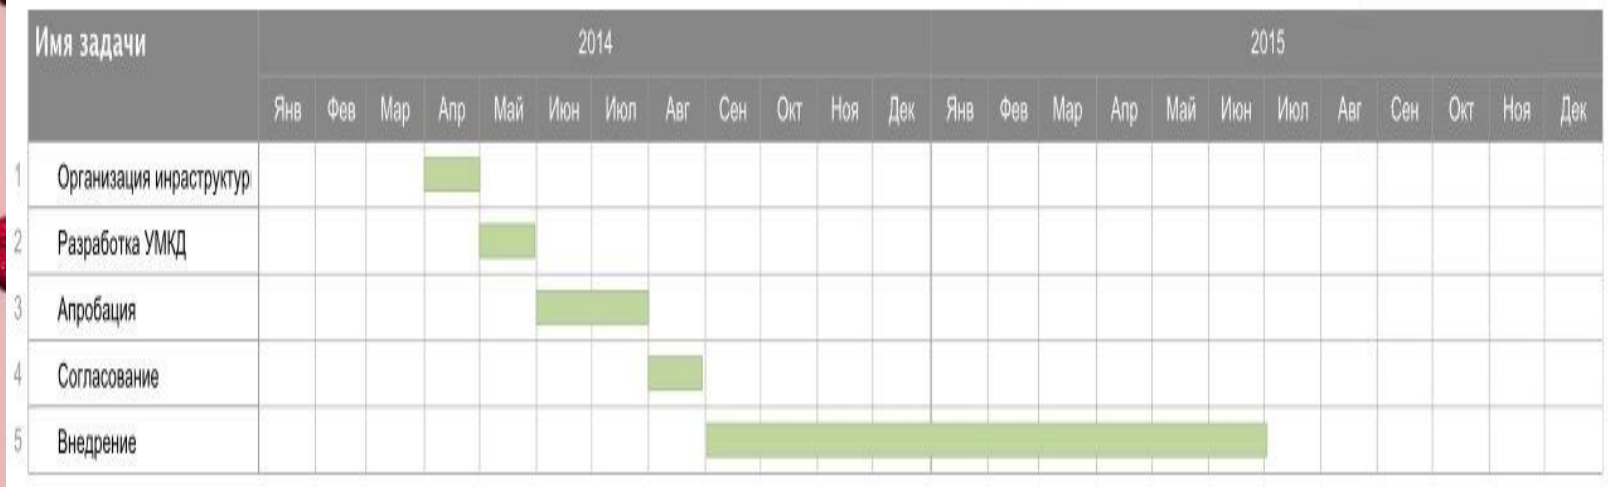 Имя задачи
2014 2015
Янв Фев Мар Апр Май Июн Июл Авг Сен Окт Ноя Дек Янв Фев Мар Апр Май Июн Июл Авг Сен Окт Ноя Дек
1 Организация инраструктур
2 Разработка УМКД
3 Апробация
4 Согласование
5 Внедрение